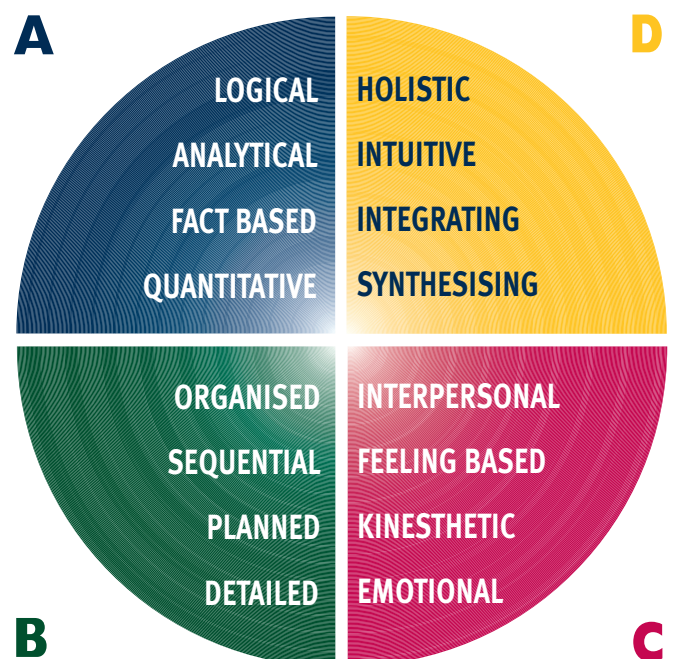 A
D
LOGICAL
ANALYTICAL
FACT BASED
QUANTITATIVE
HOLISTIC
INTUITIVE
INTEGRATING
SYNTHESISING
ORGANISED
SEQUENTIAL
PLANNED
DETAILED
INTERPERSONAL
FEELING BASED
KINESTHETIC
EMOTIONAL
B
C